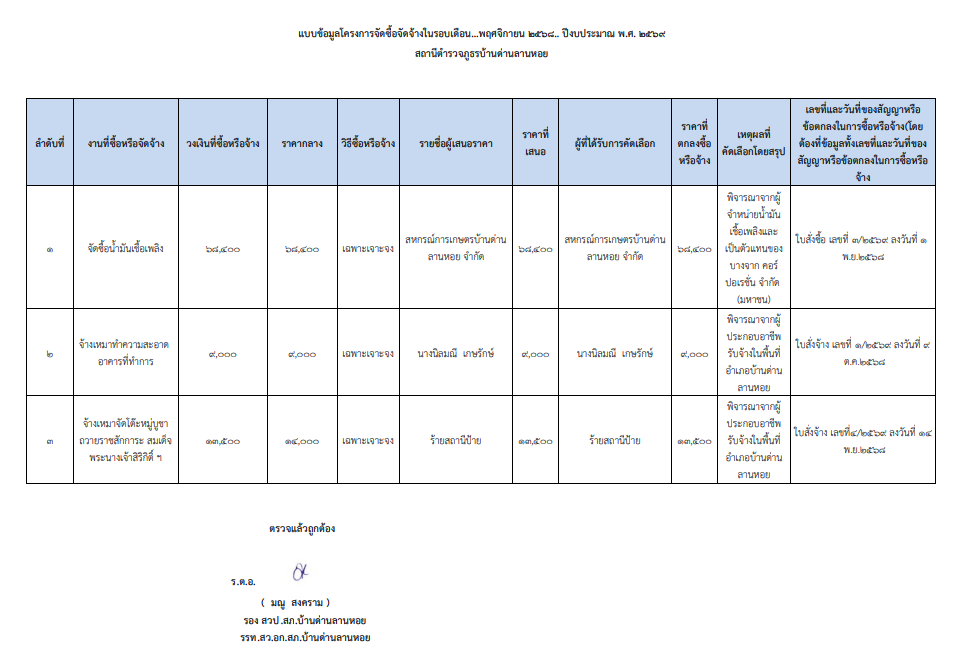 แบบข้อมูลโครงการจัดซื้อจัดจ้างในรอบเดือน...พฤศจิกายน ๒๕๖๘.. ปีงบประมาณ พ.ศ. ๒๕๖๙
สถานีตำรวจภูธรบ้านด่านลานหอย
ลำดับที่ งานที่ซื้อหรือจัดจ้าง วงเงินที่ซื้อหรือจ้าง ราคากลาง วิธีซื้อหรือจ้าง รายชื่อผู้เสนอราคา
ราคาที่
เสนอ
ผู้ที่ได้รับการคัดเลือก
ราคาที่
ตกลงซื้อ
หรือจ้าง
เหตุผลที่
คัดเลือกโดยสรุป
เลขที่และวันที่ของสัญญาหรือ
ข้อตกลงในการซื้อหรือจ้าง(โดย
ต้องที่ข้อมูลทั้งเลขที่และวันที่ของ
สัญญาหรือข้อตกลงในการซื้อหรือ
จ้าง
๑ จัดซื้อน้ำมันเชื้อเพลิง ๖๘,๔๐๐ ๖๘,๔๐๐ เฉพาะเจาะจง
สหกรณ์การเกษตรบ้านด่าน
ลานหอย จำกัด
๖๘,๔๐๐
สหกรณ์การเกษตรบ้านด่าน
ลานหอย จำกัด
๖๘,๔๐๐
พิจารณาจากผู้
จำหน่ายน้ำมัน
เชื้อเพลิงและ
เป็นตัวแทนของ
บางจาก คอร์
ปอเรชั่น จำกัด
(มหาชน)
ใบสั่งซื้อ เลขที่ ๓/๒๕๖๙ ลงวันที่ ๑
พ.ย.๒๕๖๘
๒
จ้างเหมาทำความสะอาด
อาคารที่ทำการ
๙,๐๐๐ ๙,๐๐๐ เฉพาะเจาะจง นางนิลมณี เกษรักษ์ ๙,๐๐๐ นางนิลมณี เกษรักษ์ ๙,๐๐๐
พิจารณาจากผู้
ประกอบอาชีพ
รับจ้างในพื้นที่
อำเภอบ้านด่าน
ลานหอย
ใบสั่งจ้าง เลขที่ ๑/๒๕๖๙ ลงวันที่ ๙
ต.ค.๒๕๖๘
๓
จ้างเหมาจัดโต๊ะหมู่บูชา
ถวายราชสักการะ สมเด็จ
พระนางเจ้าสิริกิติ์ ฯ
๑๓,๕๐๐ ๑๔,๐๐๐ เฉพาะเจาะจง ร้ายสถานีป้าย ๑๓,๕๐๐ ร้ายสถานีป้าย ๑๓,๕๐๐
พิจารณาจากผู้
ประกอบอาชีพ
รับจ้างในพื้นที่
อำเภอบ้านด่าน
ลานหอย
ใบสั่งจ้าง เลขที่๔/๒๕๖๙ ลงวันที่ ๑๔
พ.ย.๒๕๖๘
ตรวจแล้วถูกต้อง
ร.ต.อ.
( มณู สงคราม )
รอง สวป.สภ.บ้านด่านลานหอย
รรท.สว.อก.สภ.บ้านด่านลานหอย